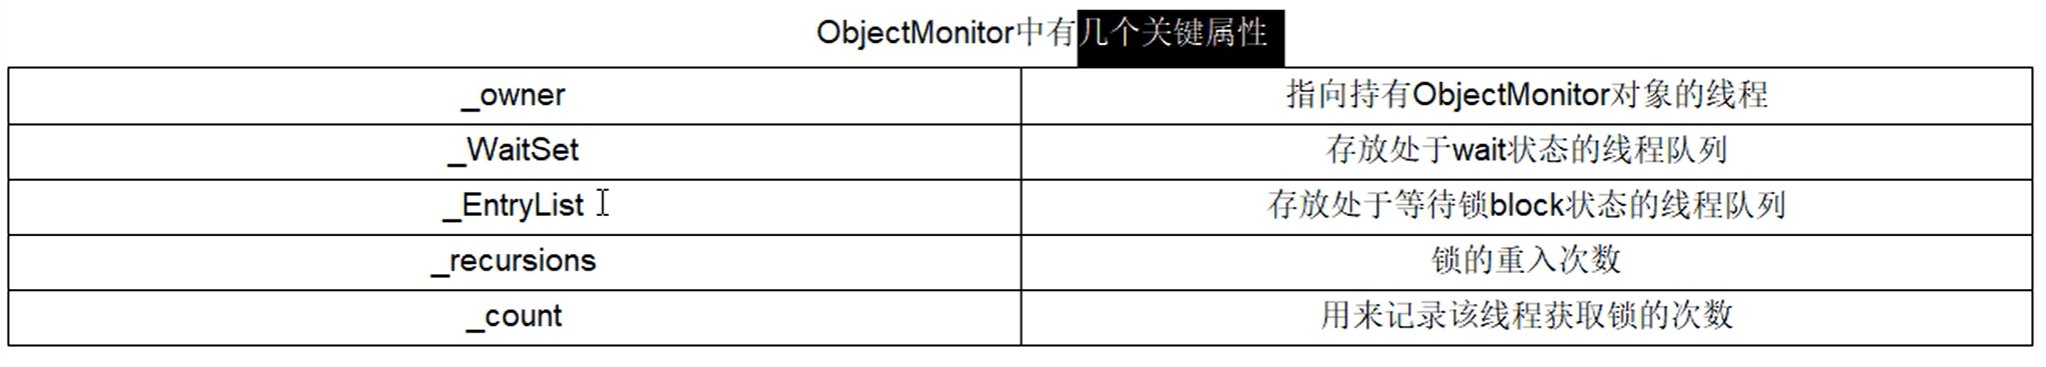 ObjectMonitor中有几个关键属性
_owner 指向持有ObjectMonitor对象的线程
_WaitSet 存放处于wait状态的线程队列
_EntryList 存放处于等待锁block状态的线程队列
_recursions 锁的重入次数
_count 用来记录该线程获取锁的次数